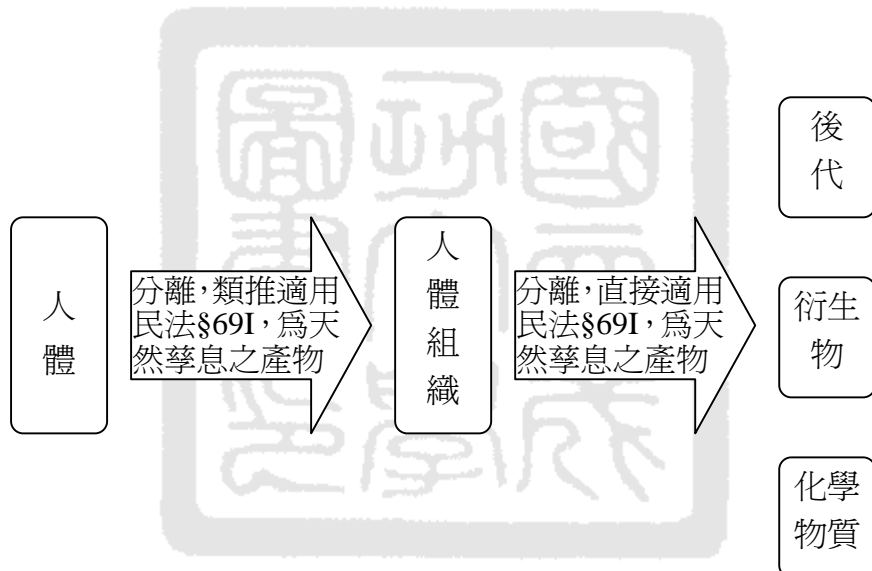 人
體
分離,類推適用
民法§69I,爲天
然孳息之產物
人
體
組
織
分離,直接適用
民法§69I,爲天
然孳息之產物
後
代
衍生
物
化學
物質